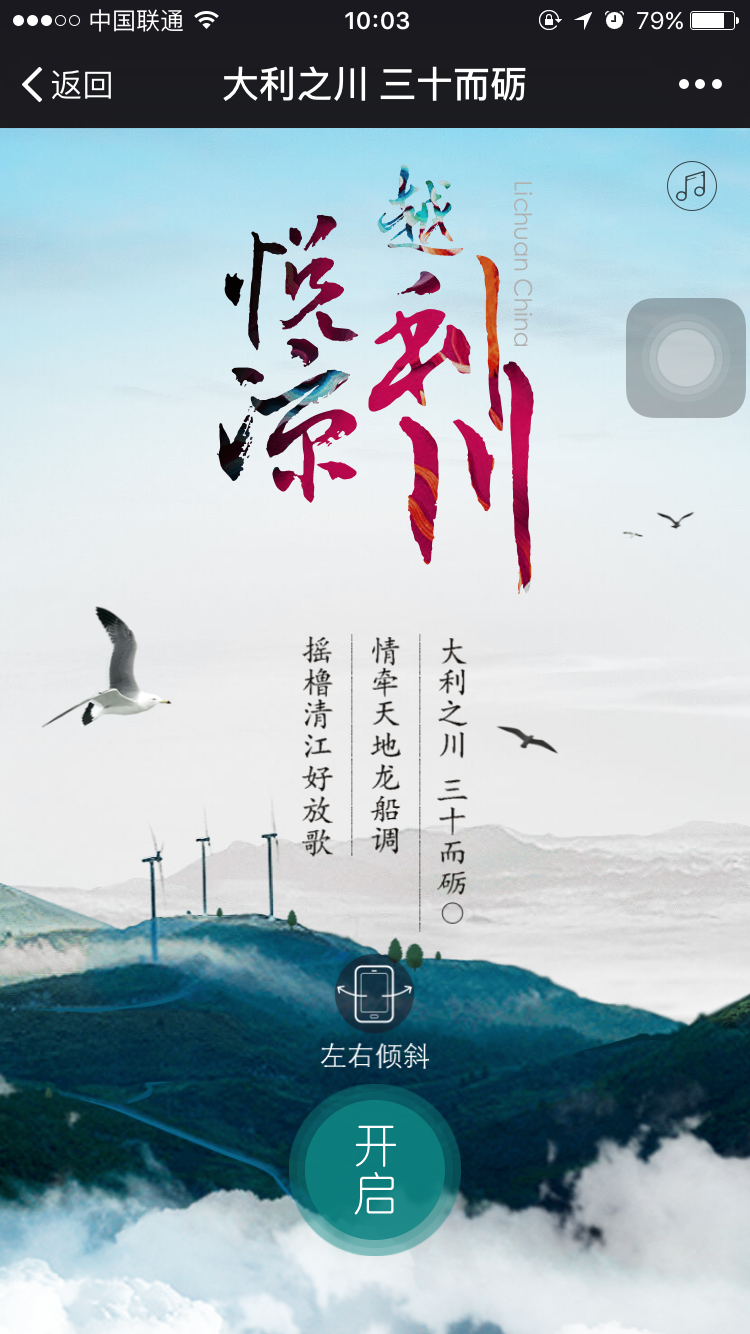 中国联通 10:03 79%
返回 大利之川 三十而砺
越利川
悦凉
Lichuan China
大利之川 三十而砺〇
情牵天地龙船调
摇橹清江好放歌
左右倾斜
开启